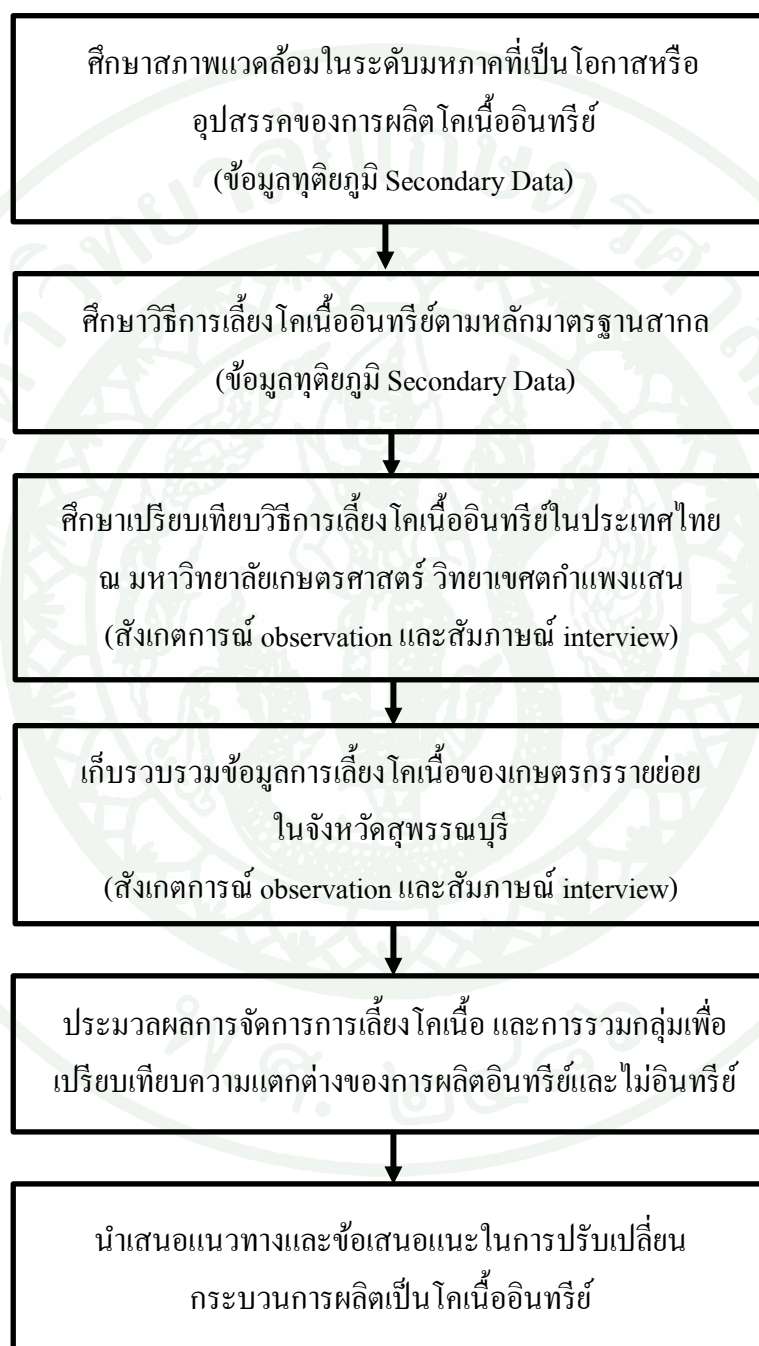 ศึกษาสภาพแวดล้อมในระดับมหภาคที่เป็นโอกาสหรือ
อุปสรรคของการผลิตโคเนื้ออินทรีย์
(ข้อมูลทุติยภูมิ Secondary Data)
ศึกษาวิธีการเลี้ยงโคเนื้ออินทรีย์ตามหลักมาตรฐานสากล
(ข้อมูลทุติยภูมิ Secondary Data)
ศึกษาเปรียบเทียบวิธีการเลี้ยงโคเนื้ออินทรีย์ในประเทศไทย
ณ มหาวิทยาลัยเกษตรศาสตร์ วิทยาเขศตกำแพงแสน
(สังเกตการณ์ observation และสัมภาษณ์ interview)
เก็บรวบรวมข้อมูลการเลี้ยงโคเนื้อของเกษตรกรรายย่อย
ในจังหวัดสุพรรณบุรี
(สังเกตการณ์ observation และสัมภาษณ์ interview)
ประมวลผลการจัดการการเลี้ยงโคเนื้อ และการรวมกลุ่มเพื่อ
เปรียบเทียบความแตกต่างของการผลิตอินทรีย์และไม่อินทรีย์
พ ศ. ๒๔๘๖
นำเสนอแนวทางและข้อเสนอแนะในการปรับเปลี่ยน
กระบวนการผลิตเป็นโคเนื้ออินทรีย์